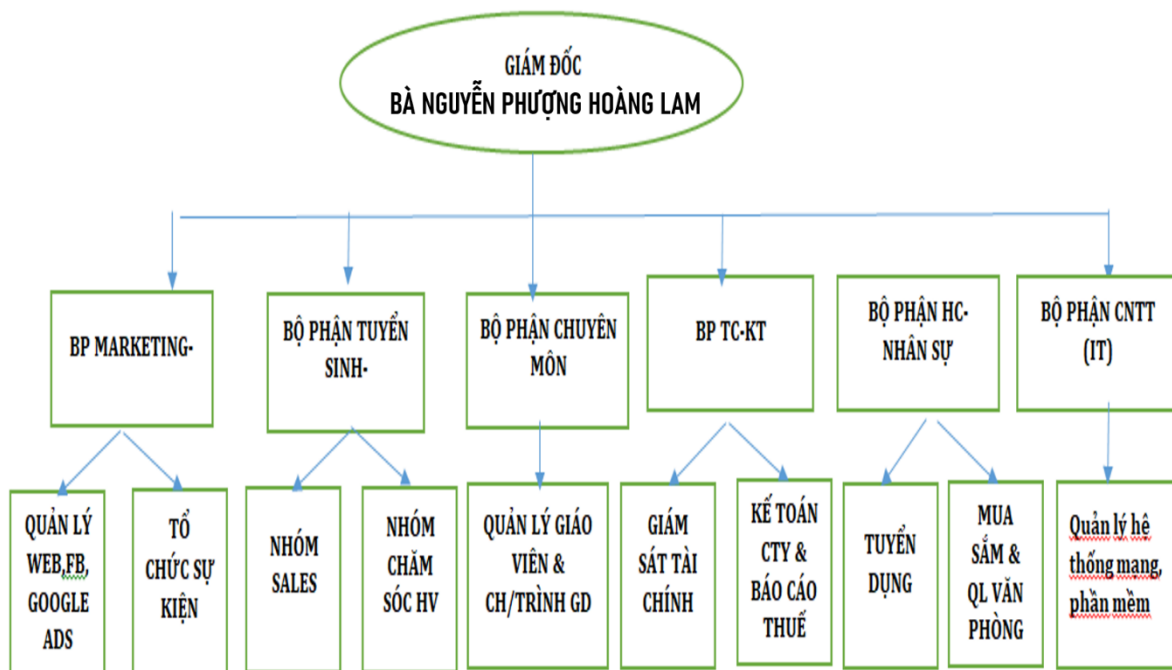 GIÁM ĐỐC
BÀ NGUYỄN PHƯỢNG HOÀNG LAM
BP MARKETING-
BỘ PHẬN TUYỂN
SINH-
BỘ PHẬN CHUYÊN
MÔN
BP TC-KT
BỘ PHẬN HC-
NHÂN SỰ
BỘ PHẬN CNTT
(IT)
QUẢN LÝ
WEB,FB,
GOOGLE
ADS
TỔ
CHỨC SỰ
KIỆN
NHÓM
SALES
NHÓM
CHĂM
SÓC HV
QUẢN LÝ GIÁO
VIÊN &
CH/TRÌNH GD
GIÁM
SÁT TÀI
CHÍNH
KẾ TOÁN
CTY &
BÁO CÁO
THUẾ
TUYỂN
DỤNG
MUA
SẮM &
QL VĂN
PHÒNG
Quản lý hệ
thống mạng,
phần mềm